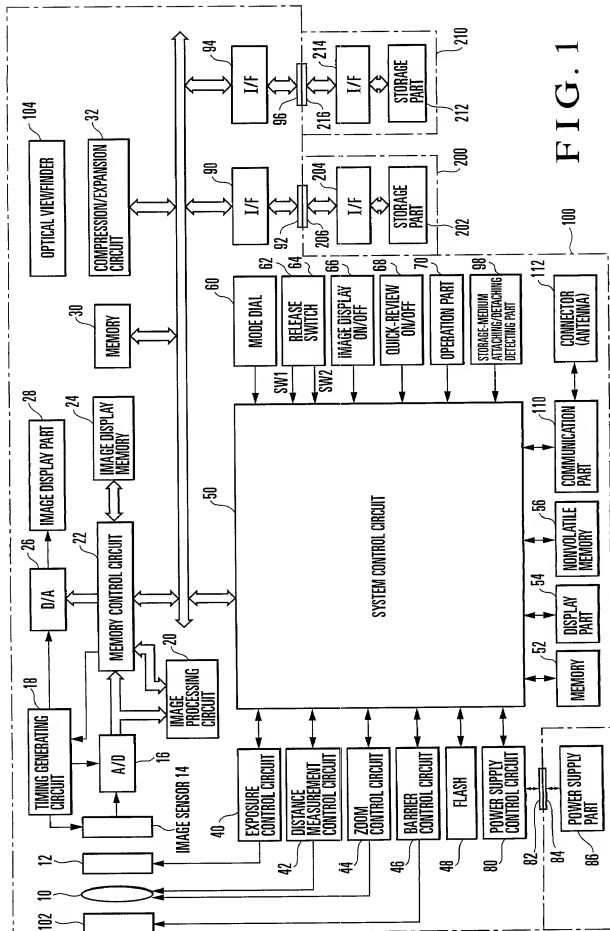 FIG. 1
104
OPTICAL VIEWFINDER
32
COMPRESSION/EXPANSION
CIRCUIT
30
MEMORY
28
IMAGE DISPLAY PART
24
IMAGE DISPLAY
MEMORY
26
D/A
22
MEMORY CONTROL CIRCUIT
18
TIMING GENERATING
CIRCUIT
A/D
16
20
IMAGE
PROCESSING
CIRCUIT
IMAGE SENSOR 14
12
10
102
94
I/F
96
216
214
I/F
210
STORAGE
PART
212
90
I/F
92
206
204
I/F
200
STORAGE
PART
202
100
50
SYSTEM CONTROL CIRCUIT
60
MODE DIAL
62
64
RELEASE
SWITCH
SW1
SW2
66
IMAGE DISPLAY
ON/OFF
68
QUICK-REVIEW
ON/OFF
70
OPERATION PART
98
STORAGE-MEDIUM
ATTACHING/DETACHING
DETECTING PART
112
CONNECTOR
(ANTENNA)
110
COMMUNICATION
PART
56
NONVOLATILE
MEMORY
54
DISPLAY
PART
52
MEMORY
40
EXPOSURE
CONTROL CIRCUIT
42
DISTANCE
MEASUREMENT
CONTROL CIRCUIT
44
ZOOM
CONTROL CIRCUIT
46
BARRIER
CONTROL CIRCUIT
48
FLASH
80
POWER SUPPLY
CONTROL CIRCUIT
82
84
86
POWER SUPPLY
PART